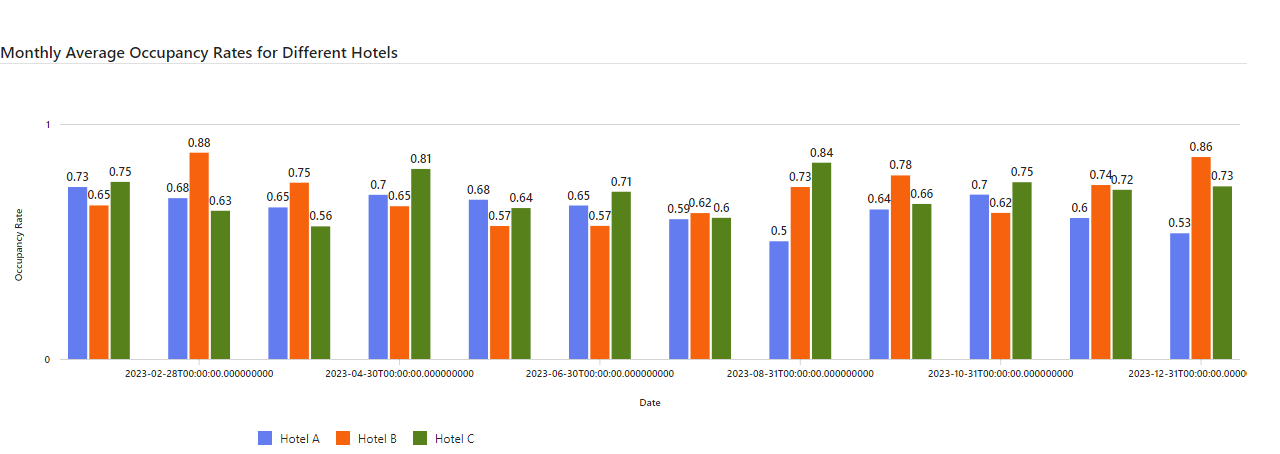 Monthly Average Occupancy Rates for Different Hotels
1
0.73 0.65 0.75 0.68 0.88 0.63 0.65 0.75 0.56 0.7 0.65 0.81 0.68 0.57 0.64 0.65 0.57 0.71 0.59 0.62 0.6 0.5 0.73 0.84 0.64 0.78 0.66 0.7 0.62 0.75 0.6 0.74 0.72 0.53 0.86 0.73
Occupancy Rate
0
2023-02-28T00:00:00.000000000 2023-04-30T00:00:00.000000000 2023-06-30T00:00:00.000000000 2023-08-31T00:00:00.000000000 2023-10-31T00:00:00.000000000 2023-12-31T00:00:00.0000
Date
Hotel A Hotel B Hotel C